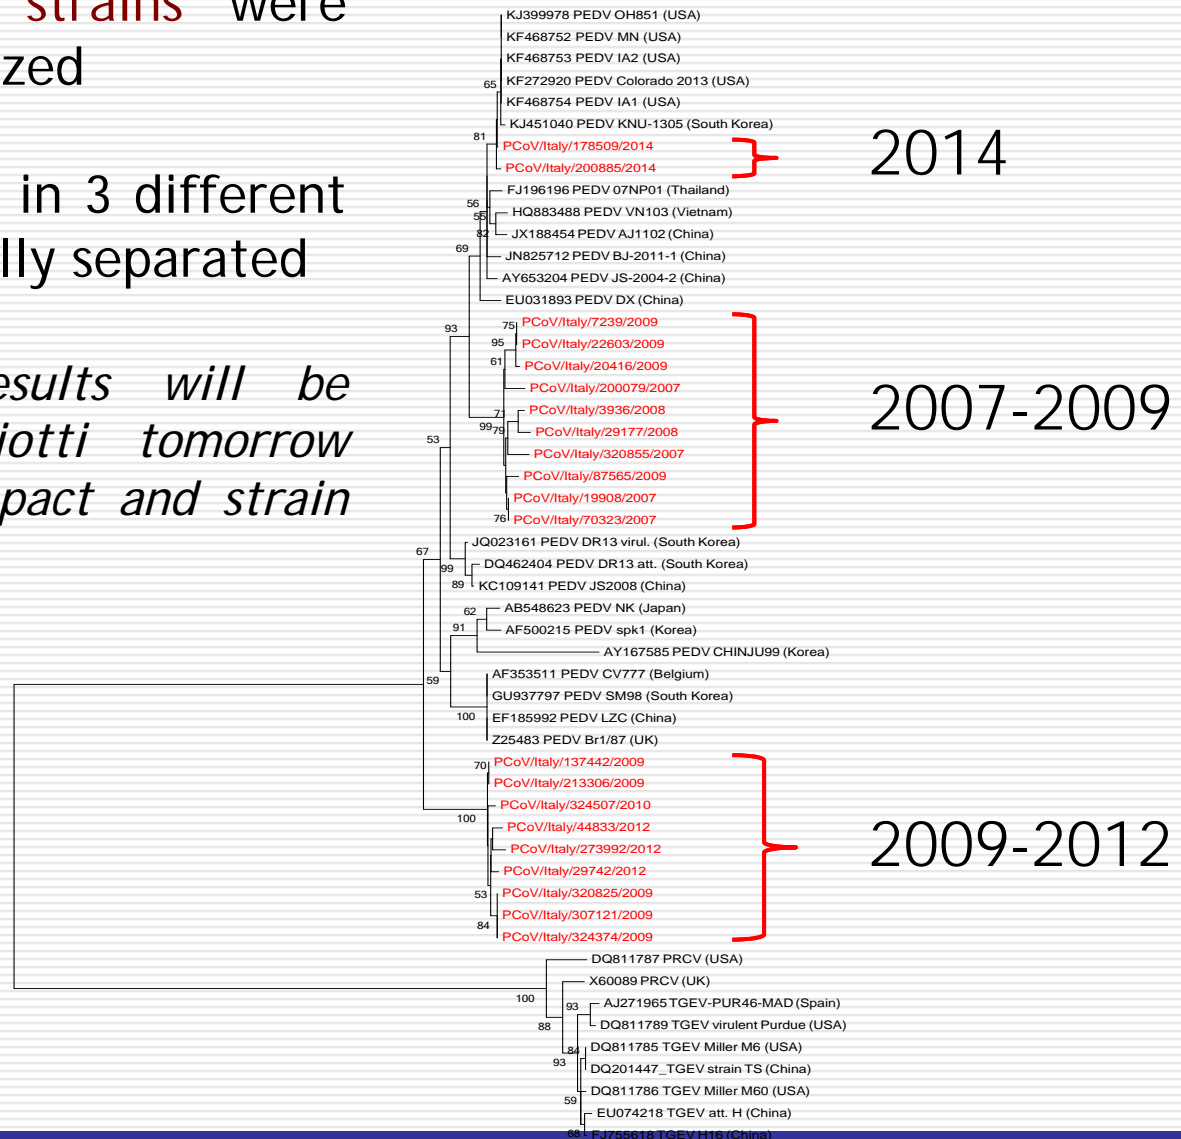 strains were
zed
in 3 different
lly separated
esults will be
iotti tomorrow
pact and strain
KJ399978 PEDV OH851 (USA)
KF468752 PEDV MN (USA)
KF468753 PEDV IA2 (USA)
65
KF272920 PEDV Colorado 2013 (USA)
KF468754 PEDV IA1 (USA)
KJ451040 PEDV KNU-1305 (South Korea)
81
PCoV/Italy/178509/2014
2014
PCoV/Italy/200885/2014
FJ196196 PEDV 07NP01 (Thailand)
56
HQ883488 PEDV VN103 (Vietnam)
55
82
JX188454 PEDV AJ1102 (China)
69
JN825712 PEDV BJ-2011-1 (China)
AY653204 PEDV JS-2004-2 (China)
EU031893 PEDV DX (China)
93
75
PCoV/Italy/7239/2009
95
PCoV/Italy/22603/2009
61
PCoV/Italy/20416/2009
PCoV/Italy/200079/2007
2007-2009
71
PCoV/Italy/3936/2008
99
79
PCoV/Italy/29177/2008
53
PCoV/Italy/320855/2007
PCoV/Italy/87565/2009
PCoV/Italy/19908/2007
76
PCoV/Italy/70323/2007
JQ023161 PEDV DR13 virul. (South Korea)
67
99
DQ462404 PEDV DR13 att. (South Korea)
89
KC109141 PEDV JS2008 (China)
62
AB548623 PEDV NK (Japan)
91
AF500215 PEDV spk1 (Korea)
AY167585 PEDV CHINJU99 (Korea)
59
AF353511 PEDV CV777 (Belgium)
GU937797 PEDV SM98 (South Korea)
100
EF185992 PEDV LZC (China)
Z25483 PEDV Br1/87 (UK)
70
PCoV/Italy/137442/2009
PCoV/Italy/213306/2009
PCoV/Italy/324507/2010
100
PCoV/Italy/44833/2012
PCoV/Italy/273992/2012
2009-2012
PCoV/Italy/29742/2012
53
PCoV/Italy/320825/2009
PCoV/Italy/307121/2009
84
PCoV/Italy/324374/2009
DQ811787 PRCV (USA)
X60089 PRCV (UK)
100
93
AJ271965 TGEV-PUR46-MAD (Spain)
88
DQ811789 TGEV virulent Purdue (USA)
84
DQ811785 TGEV Miller M6 (USA)
93
DQ201447_TGEV strain TS (China)
DQ811786 TGEV Miller M60 (USA)
59
EU074218 TGEV att. H (China)
68
FJ755618 TGEV H16 (China)